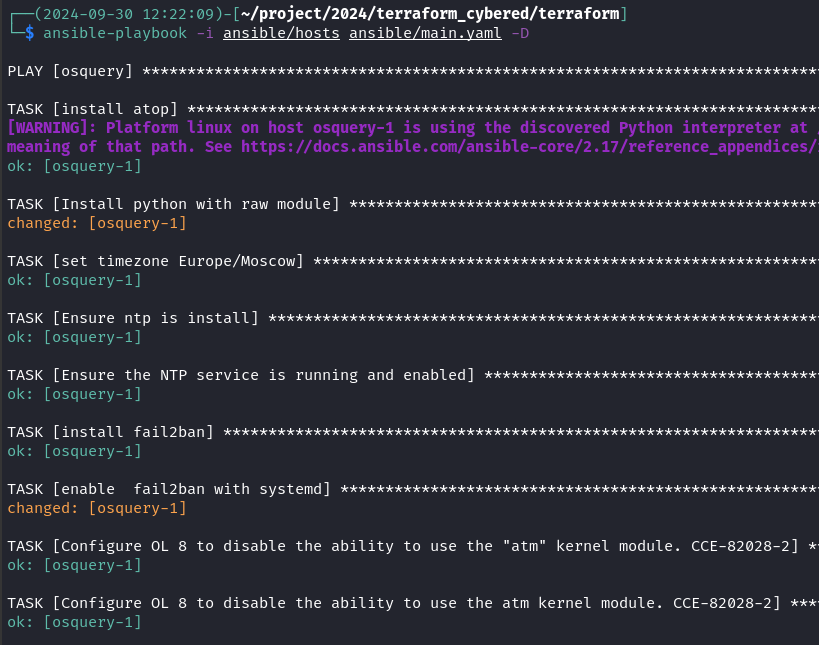 ┌──(2024-09-30 12:22:09)-[~/project/2024/terraform_cybered/terraform]
└─$ ansible-playbook -i ansible/hosts ansible/main.yaml -D
PLAY [osquery] ***************************************************************************
TASK [install atop] **********************************************************************
[WARNING]: Platform linux on host osquery-1 is using the discovered Python interpreter at /
meaning of that path. See https://docs.ansible.com/ansible-core/2.17/reference_appendices/
ok: [osquery-1]
TASK [Install python with raw module] ****************************************************
changed: [osquery-1]
TASK [set timezone Europe/Moscow] ********************************************************
ok: [osquery-1]
TASK [Ensure ntp is install] *************************************************************
ok: [osquery-1]
TASK [Ensure the NTP service is running and enabled] *************************************
ok: [osquery-1]
TASK [install fail2ban] ******************************************************************
ok: [osquery-1]
TASK [enable  fail2ban with systemd] *****************************************************
changed: [osquery-1]
TASK [Configure OL 8 to disable the ability to use the "atm" kernel module. CCE-82028-2] **
ok: [osquery-1]
TASK [Configure OL 8 to disable the ability to use the atm kernel module. CCE-82028-2] ****
ok: [osquery-1]